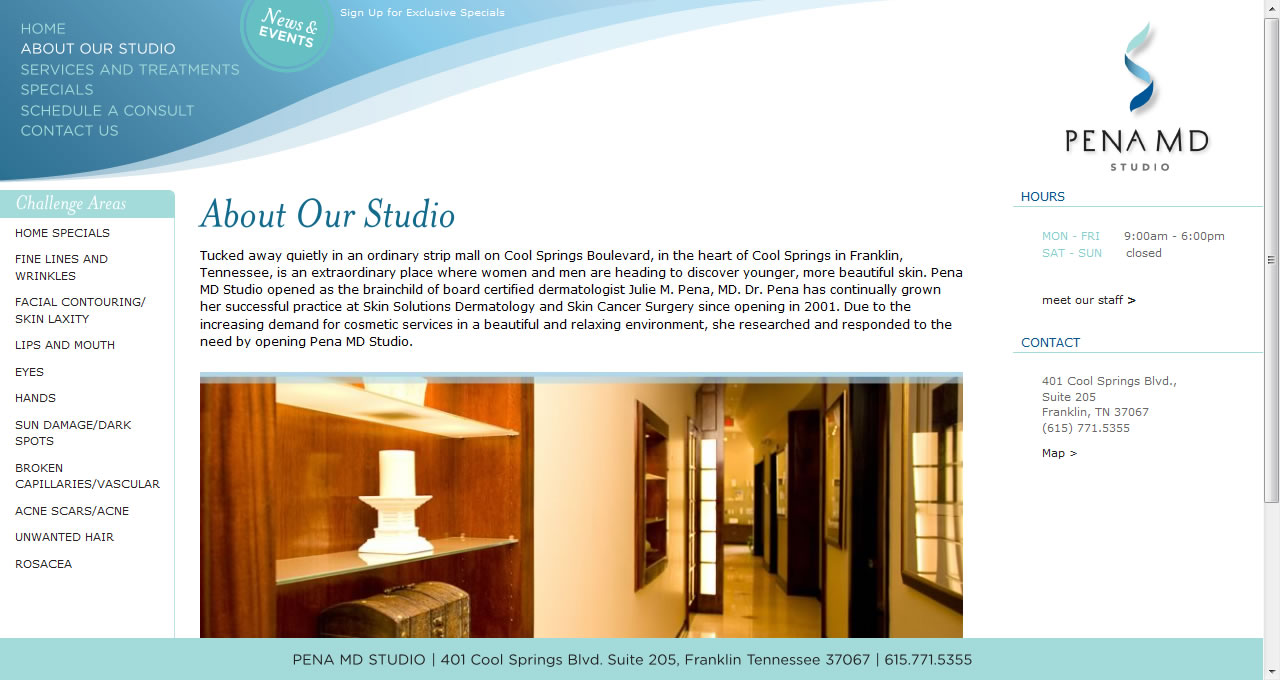 HOME
ABOUT OUR STUDIO
SERVICES AND TREATMENTS
SPECIALS
SCHEDULE A CONSULT
CONTACT US
News &
EVENTS
Sign Up for Exclusive Specials
PENA MD
STUDIO
Challenge Areas
HOME SPECIALS
FINE LINES AND
WRINKLES
FACIAL CONTOURING/
SKIN LAXITY
LIPS AND MOUTH
EYES
HANDS
SUN DAMAGE/DARK
SPOTS
BROKEN
CAPILLARIES/VASCULAR
ACNE SCARS/ACNE
UNWANTED HAIR
ROSACEA
About Our Studio
Tucked away quietly in an ordinary strip mall on Cool Springs Boulevard, in the heart of Cool Springs in Franklin,
Tennessee, is an extraordinary place where women and men are heading to discover younger, more beautiful skin. Pena
MD Studio opened as the brainchild of board certified dermatologist Julie M. Pena, MD. Dr. Pena has continually grown
her successful practice at Skin Solutions Dermatology and Skin Cancer Surgery since opening in 2001. Due to the
increasing demand for cosmetic services in a beautiful and relaxing environment, she researched and responded to the
need by opening Pena MD Studio.
HOURS
MON - FRI 9:00am - 6:00pm
SAT - SUN closed
meet our staff >
CONTACT
401 Cool Springs Blvd.,
Suite 205
Franklin, TN 37067
(615) 771.5355
Map >
PENA MD STUDIO | 401 Cool Springs Blvd. Suite 205, Franklin Tennessee 37067 | 615.771.5355